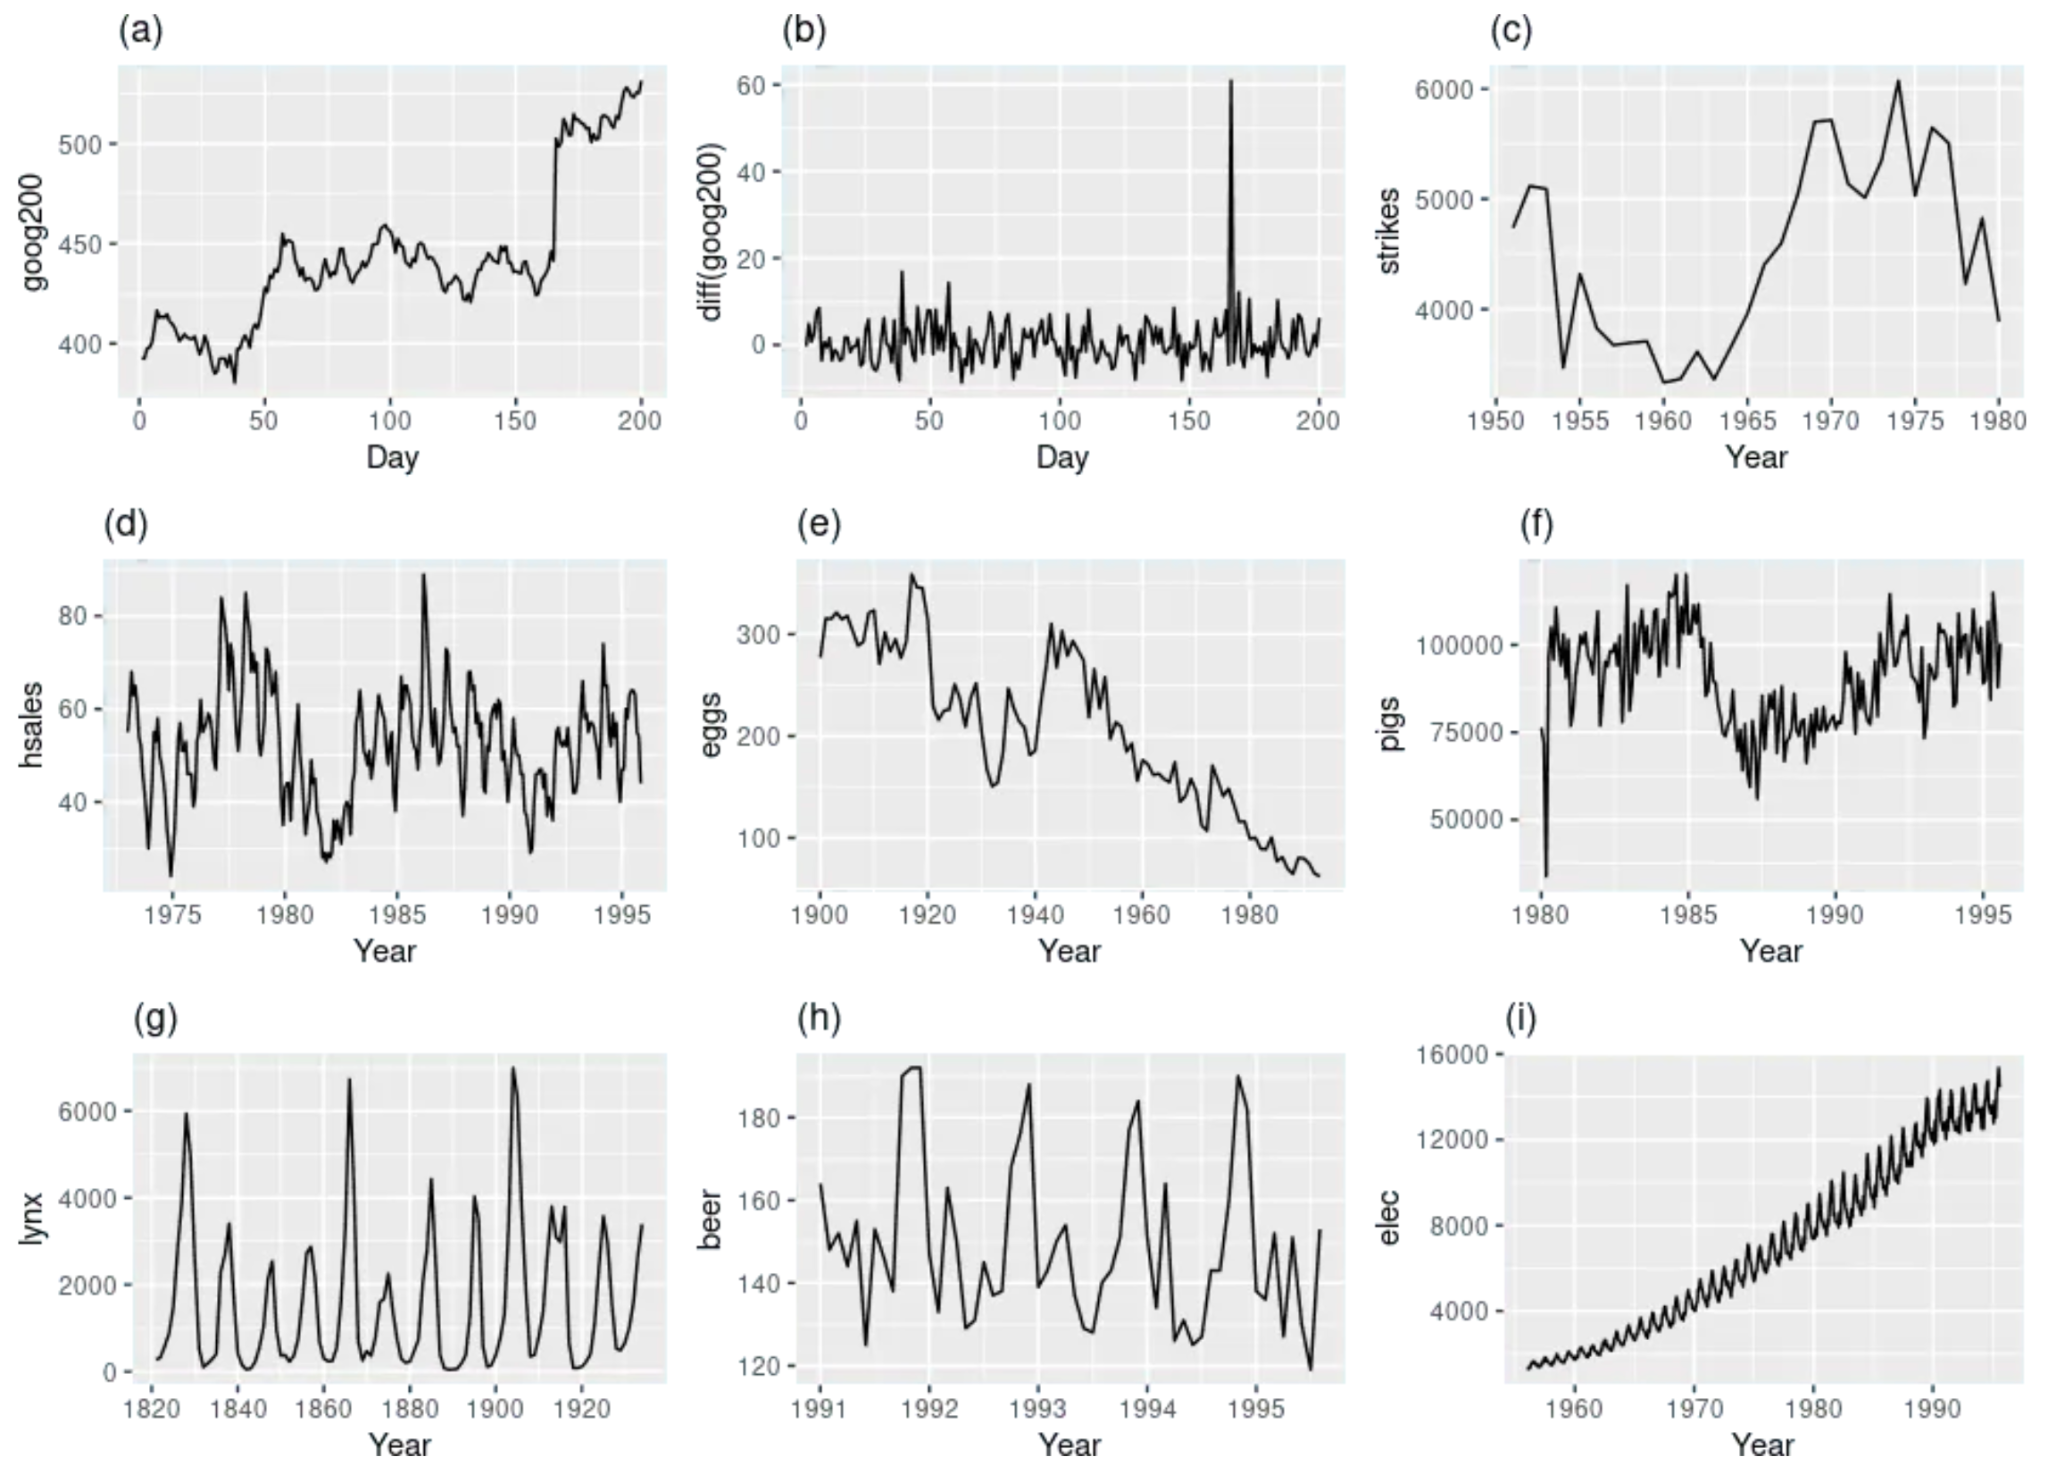 (a)
goog200
500
450
400
0 50 100 150 200
Day
(b)
diff(goog200)
60
40
20
0
0 50 100 150 200
Day
(c)
strikes
6000
5000
4000
1950 1955 1960 1965 1970 1975 1980
Year
(d)
hsales
80
60
40
1975 1980 1985 1990 1995
Year
(e)
eggs
300
200
100
1900 1920 1940 1960 1980
Year
(f)
pigs
100000
75000
50000
1980 1985 1990 1995
Year
(g)
lynx
6000
4000
2000
0
1820 1840 1860 1880 1900 1920
Year
(h)
beer
180
160
140
120
1991 1992 1993 1994 1995
Year
(i)
elec
16000
12000
8000
4000
1960 1970 1980 1990
Year